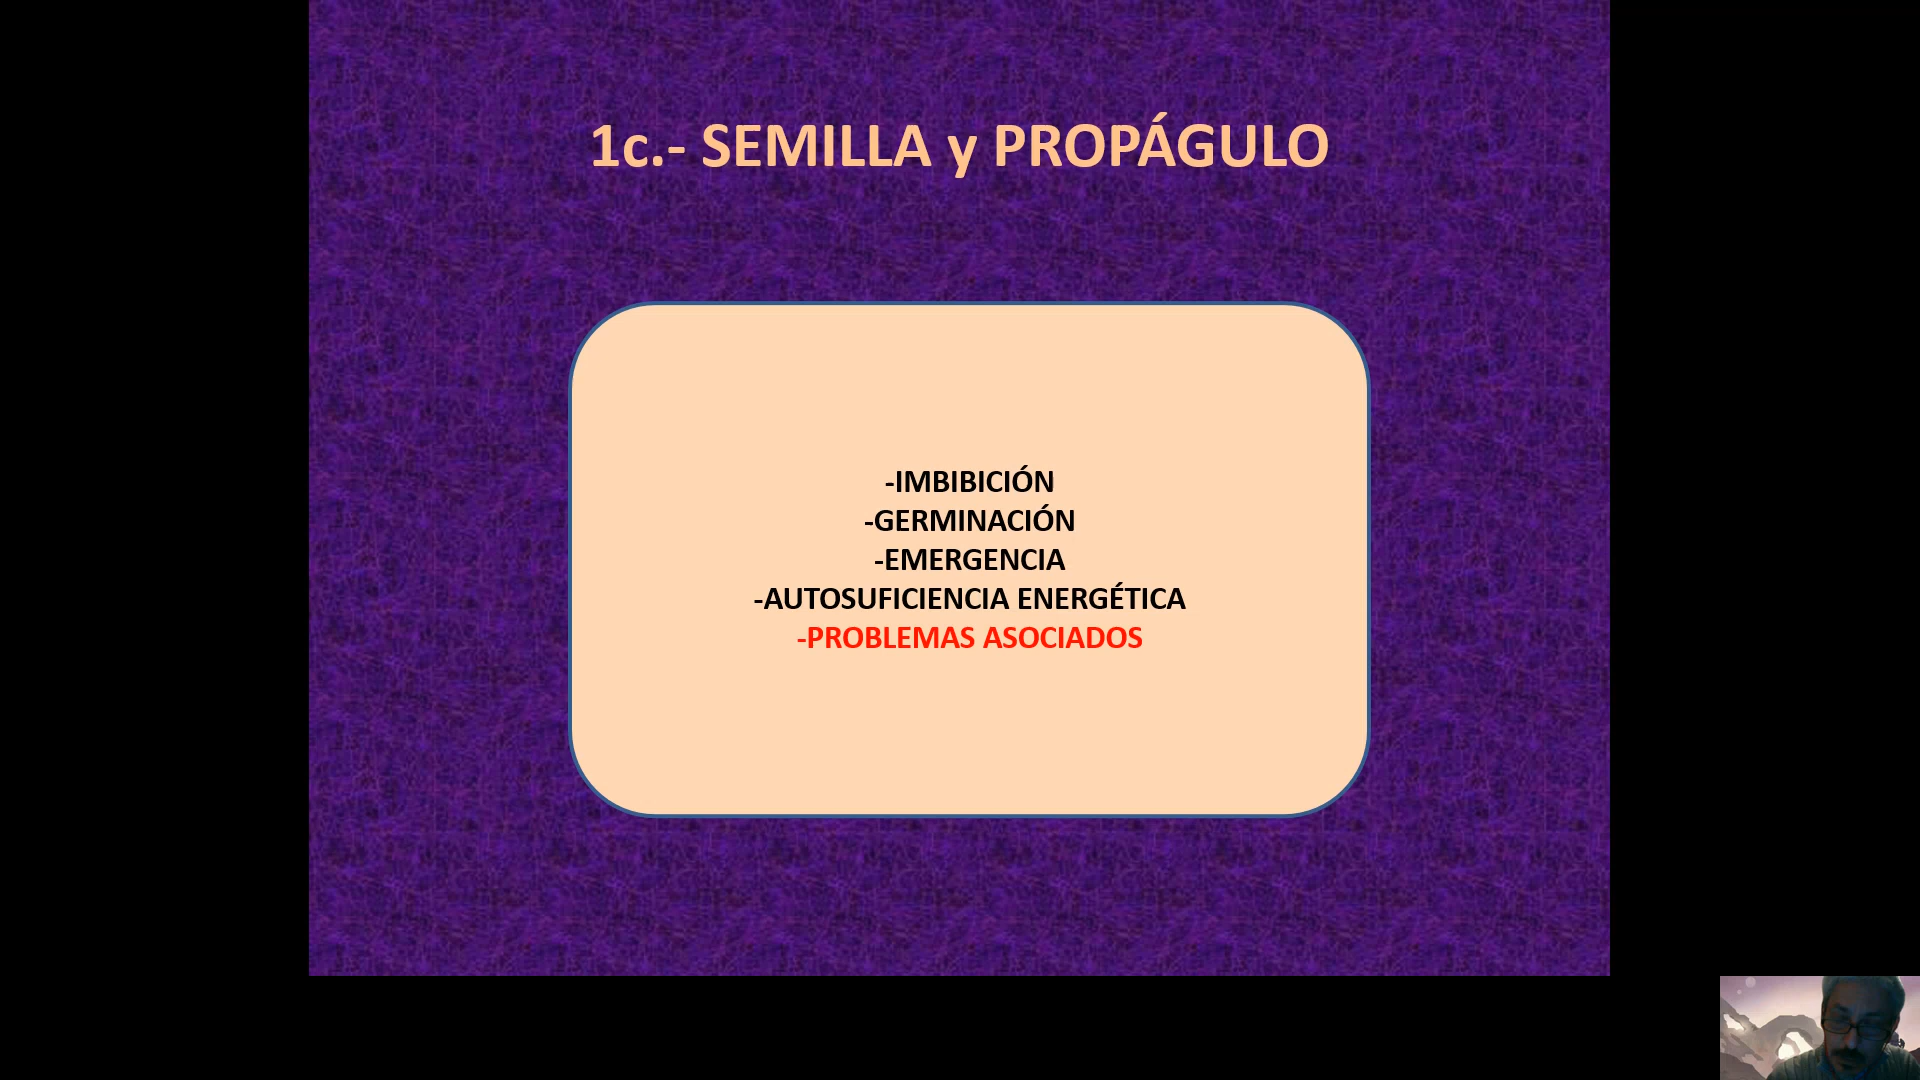 1c.- SEMILLA y PROPÁGULO
-IMBIBICIÓN
-GERMINACIÓN
-EMERGENCIA
-AUTOSUFICIENCIA ENERGÉTICA
-PROBLEMAS ASOCIADOS